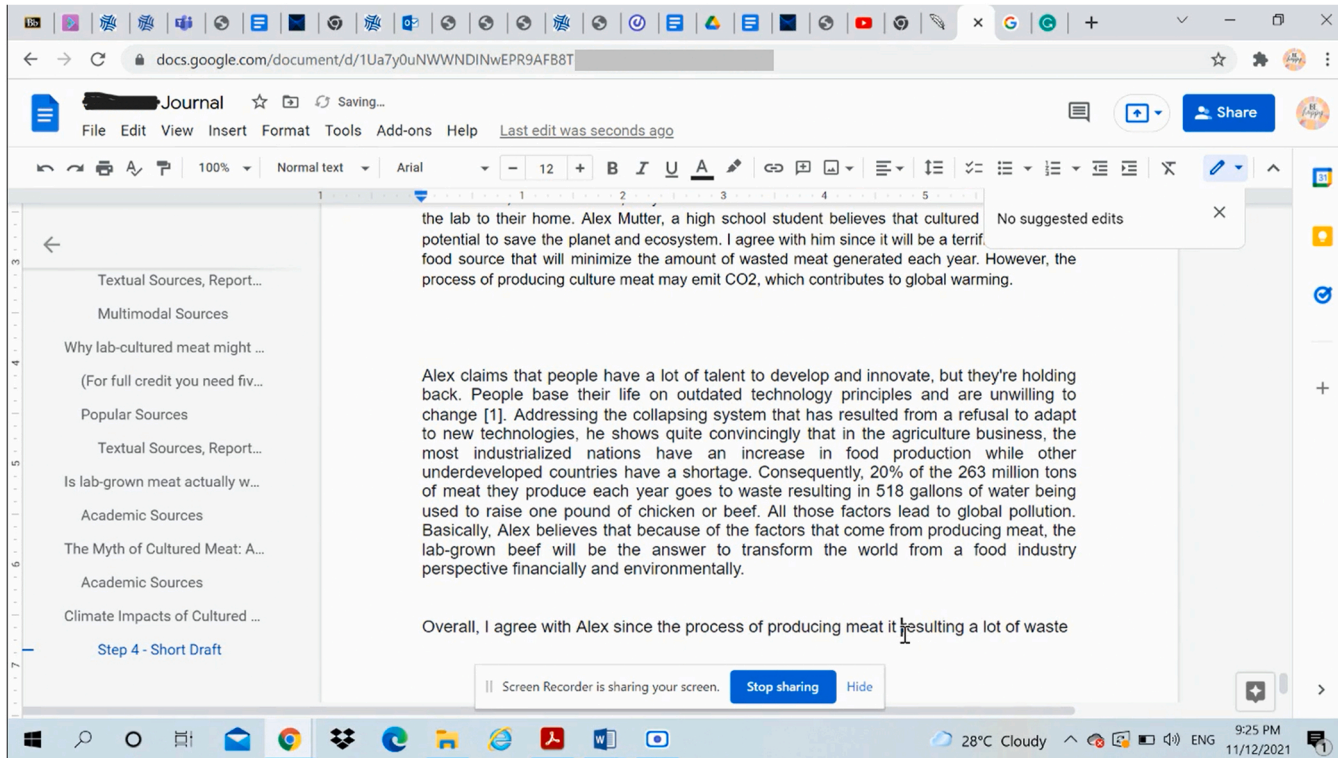 docs.google.com/document/d/1Ua7y0uNWWNDINwEPR9AFB8T
Journal
Saving...
File Edit View Insert Format Tools Add-ons Help Last edit was seconds ago
Share
100% Normal text Arial 12
1 1 2 3 4 5
No suggested edits
the lab to their home. Alex Mutter, a high school student believes that cultured
potential to save the planet and ecosystem. I agree with him since it will be a
food source that will minimize the amount of wasted meat generated each year. However, the
process of producing culture meat may emit CO2, which contributes to global warming.
Textual Sources, Report...
Multimodal Sources
Why lab-cultured meat might ...
(For full credit you need fiv...
Popular Sources
Textual Sources, Report...
Is lab-grown meat actually w...
Academic Sources
The Myth of Cultured Meat: A...
Academic Sources
Climate Impacts of Cultured ...
Step 4 - Short Draft
Alex claims that people have a lot of talent to develop and innovate, but they're holding
back. People base their life on outdated technology principles and are unwilling to
change [1]. Addressing the collapsing system that has resulted from a refusal to adapt
to new technologies, he shows quite convincingly that in the agriculture business, the
most industrialized nations have an increase in food production while other
underdeveloped countries have a shortage. Consequently, 20% of the 263 million tons
of meat they produce each year goes to waste resulting in 518 gallons of water being
used to raise one pound of chicken or beef. All those factors lead to global pollution.
Basically, Alex believes that because of the factors that come from producing meat, the
lab-grown beef will be the answer to transform the world from a food industry
perspective financially and environmentally.
Overall, I agree with Alex since the process of producing meat it resulting a lot of waste
Screen Recorder is sharing your screen. Stop sharing Hide
28°C Cloudy ENG
9:25 PM
11/12/2021